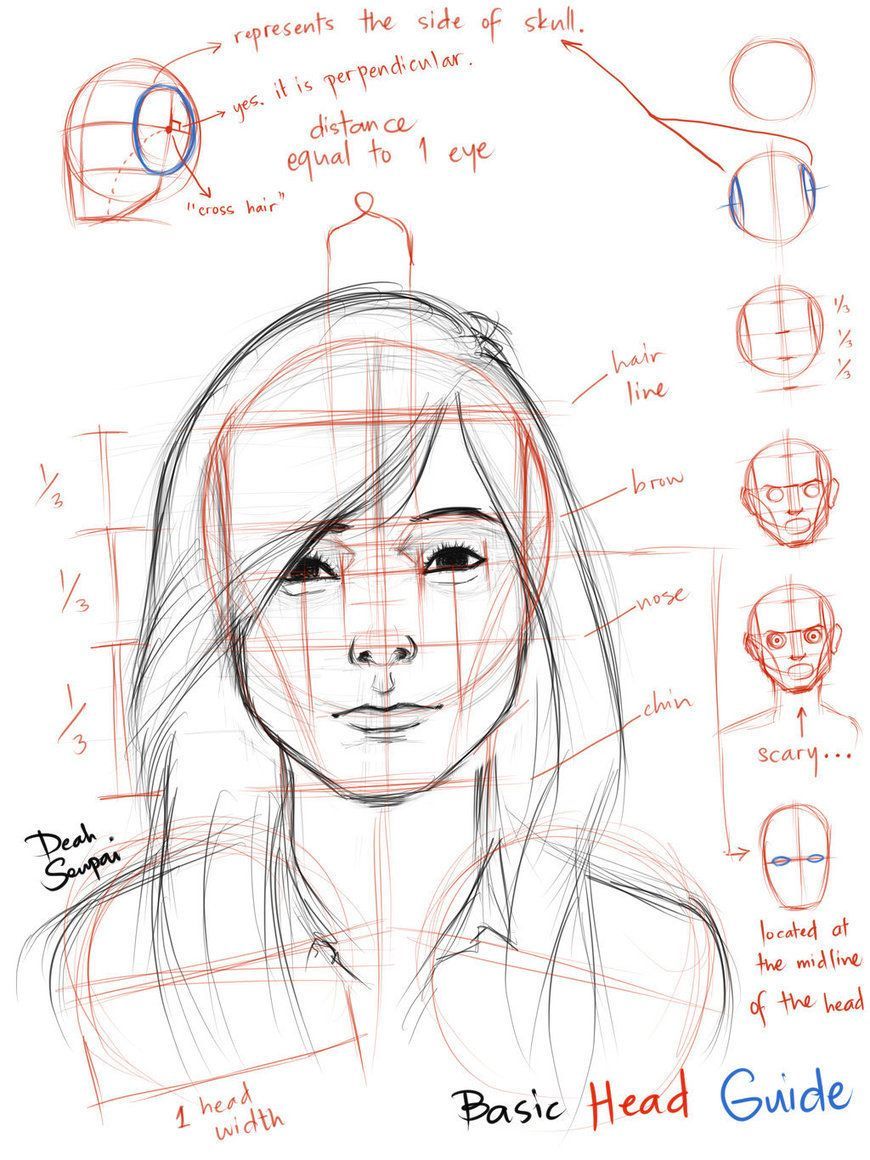 represents the side of skull.
yes. it is perpendicular.
distance
equal to 1 eye
"cross hair"
1/3
1/3
1/3
hair
line
brow
nose
chin
1/3
1/3
1/3
scary...
Deah
Senpai
located at
the midline
of the head
1 head
width
Basic Head Guide